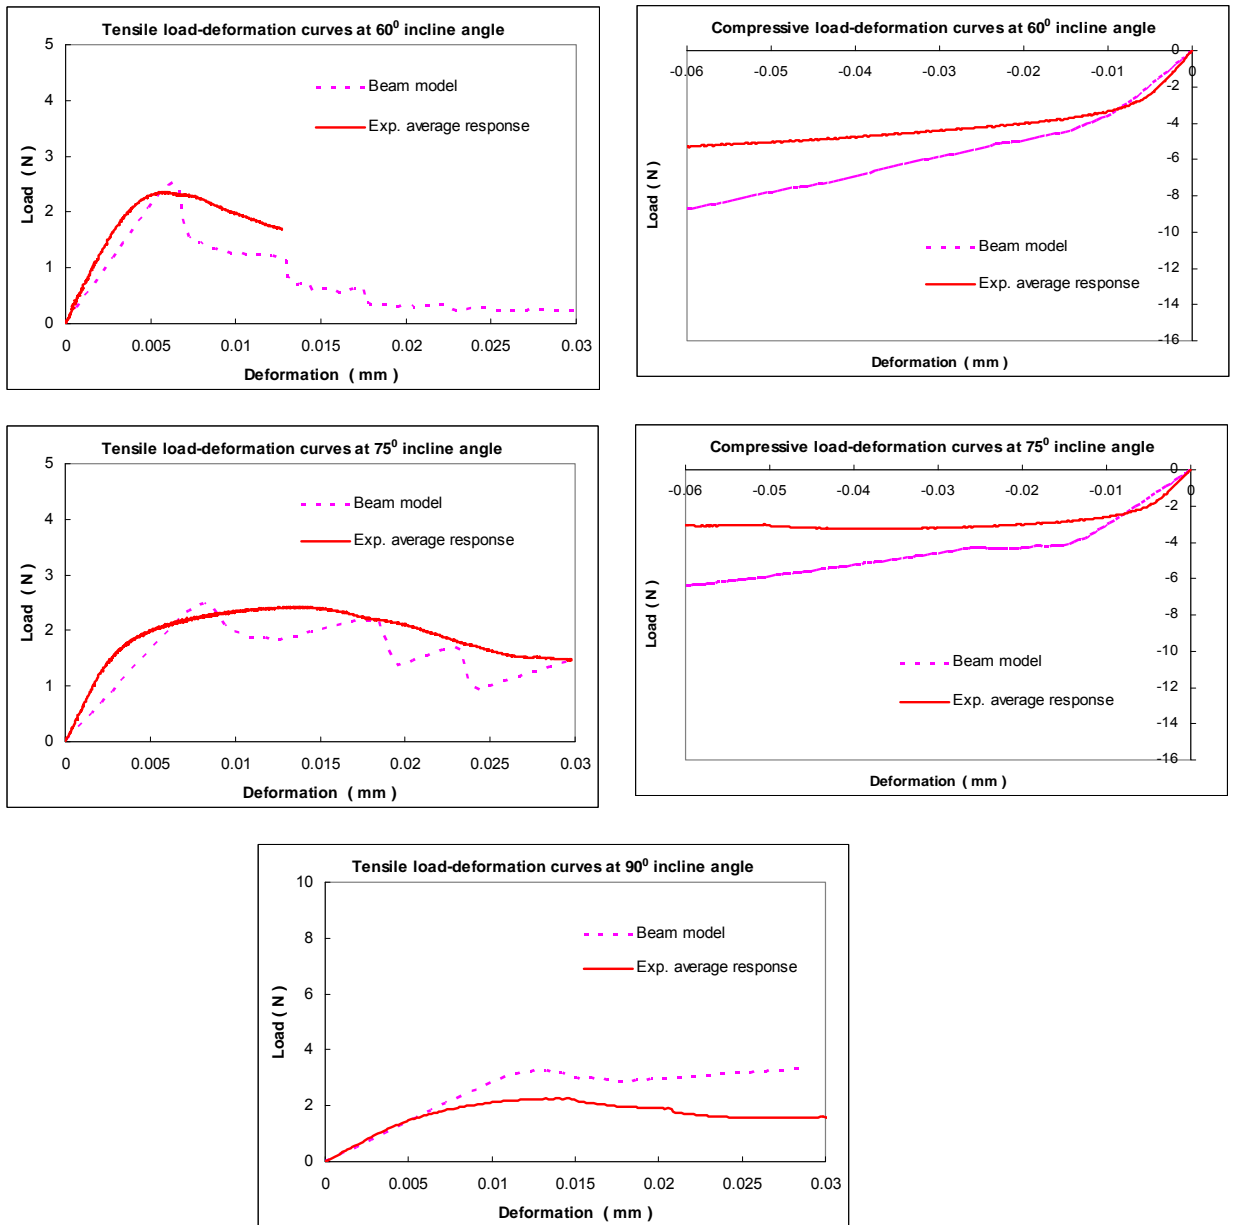 Tensile load-deformation curves at 60⁰ incline angle
5
4
3
2
1
0
Load (N)
Beam model
Exp. average response
0 0.005 0.01 0.015 0.02 0.025 0.03
Deformation (mm)
Compressive load-deformation curves at 60⁰ incline angle
-0.06 -0.05 -0.04 -0.03 -0.02 -0.01 0
0
-2
-4
-6
-8
-10
-12
-14
-16
Load (N)
Beam model
Exp. average response
Deformation (mm)
Tensile load-deformation curves at 75⁰ incline angle
5
4
3
2
1
0
Load (N)
Beam model
Exp. average response
0 0.005 0.01 0.015 0.02 0.025 0.03
Deformation (mm)
Compressive load-deformation curves at 75⁰ incline angle
-0.06 -0.05 -0.04 -0.03 -0.02 -0.01 0
0
-2
-4
-6
-8
-10
-12
-14
-16
Load (N)
Beam model
Exp. average response
Deformation (mm)
Tensile load-deformation curves at 90⁰ incline angle
10
8
6
4
2
0
Load (N)
Beam model
Exp. average response
0 0.005 0.01 0.015 0.02 0.025 0.03
Deformation (mm)